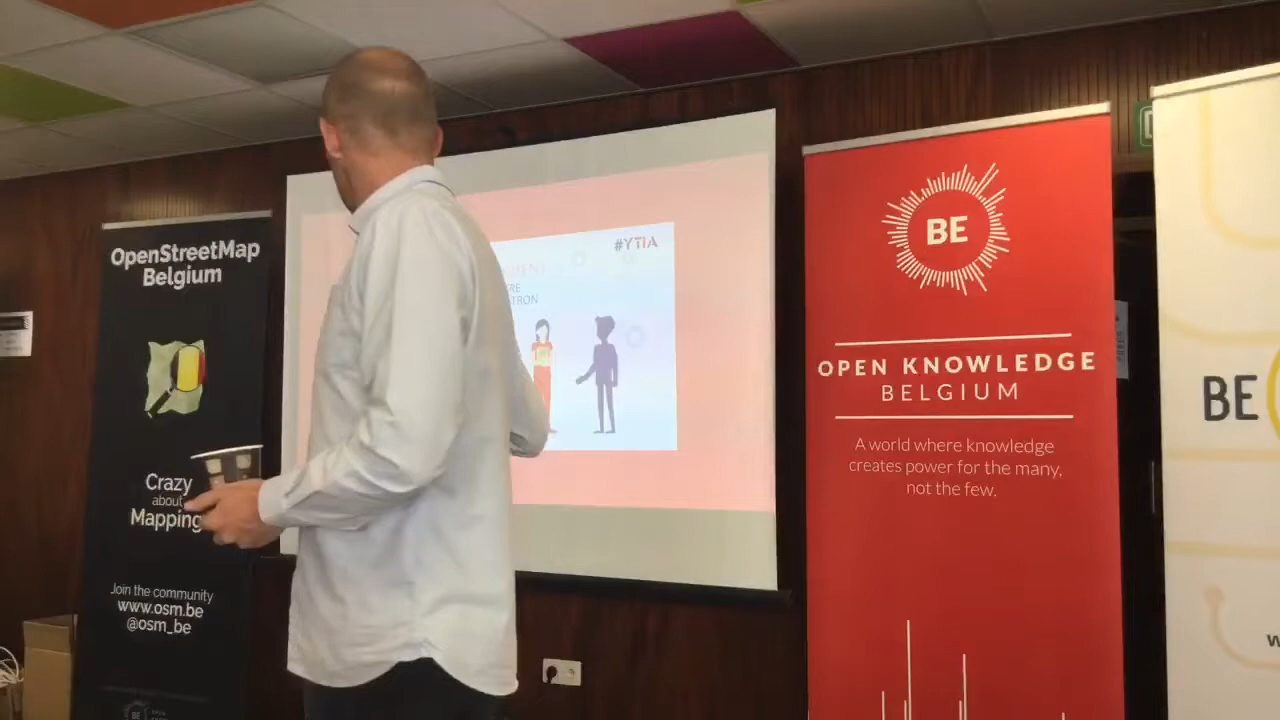 OpenStreetMap
Belgium
Crazy
about
Mapping
Join the community
www.osm.be
@osm_be
BE
#YTIA
BE
OPEN KNOWLEDGE
BELGIUM
A world where knowledge
creates power for the many,
not the few.
BE